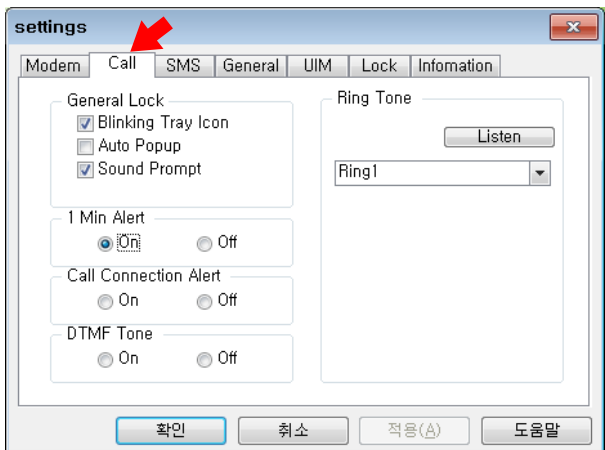 settings
Modem Call SMS General UIM Lock Infomation
General Lock
Blinking Tray Icon
Auto Popup
Sound Prompt
1 Min Alert
On Off
Call Connection Alert
On Off
DTMF Tone
On Off
Ring Tone
Listen
Ring1
확인 취소 적용(A) 도움말